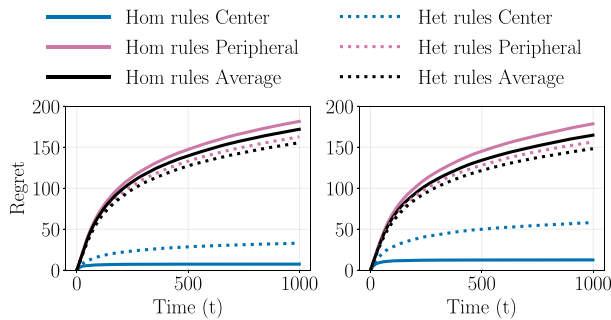 Hom rules Center
Hom rules Peripheral
Hom rules Average
Het rules Center
Het rules Peripheral
Het rules Average
Regret
200
150
100
50
0
0 500 1000
Time (t)
200
150
100
50
0
0 500 1000
Time (t)